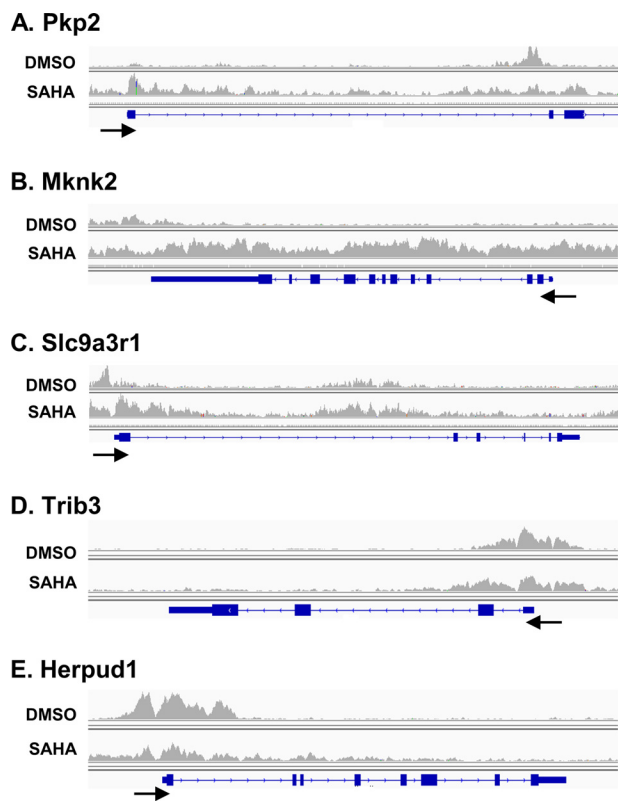 A. Pkp2
DMSO
SAHA
B. Mknk2
DMSO
SAHA
C. Slc9a3r1
DMSO
SAHA
D. Trib3
DMSO
SAHA
E. Herpud1
DMSO
SAHA